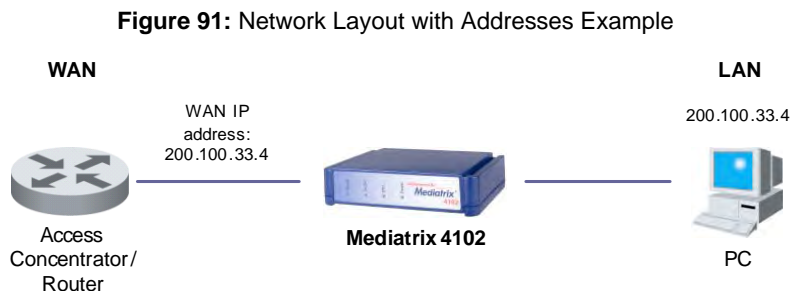 Figure 91: Network Layout with Addresses Example
WAN
LAN
WAN IP
address:
200.100.33.4
200.100.33.4
Mediatrix
4102
Access
Concentrator/
Router
Mediatrix 4102
PC